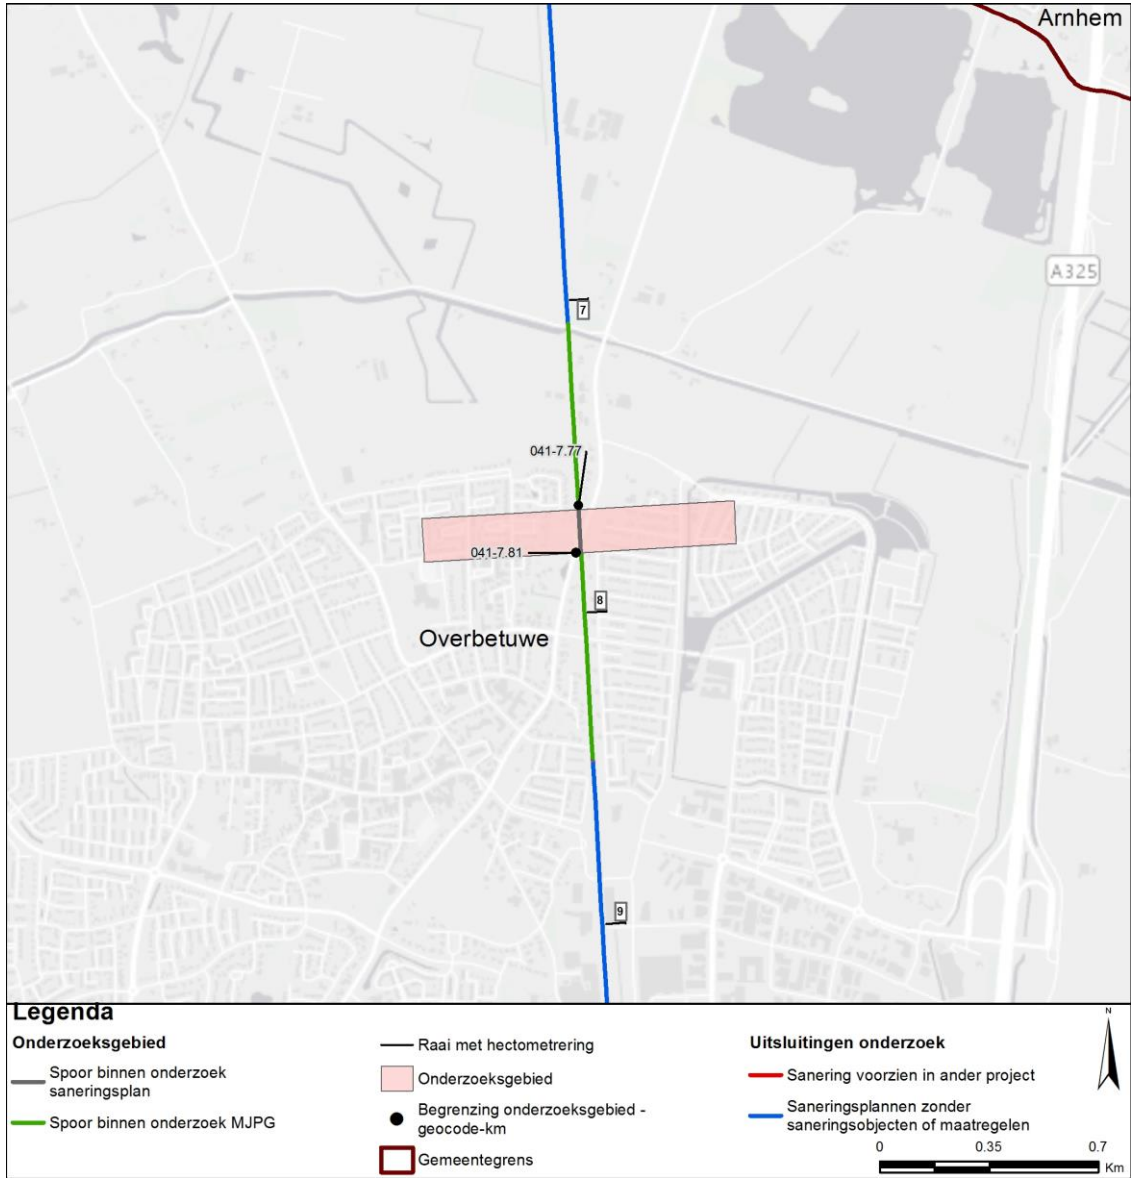 Arnhem
A325
7
041-7.77
041-7.81
8
Overbetuwe
9
Legenda
Onderzoeksgebied
Spoor binnen onderzoek
saneringsplan
Spoor binnen onderzoek MJPG
Raai met hectometrering
Onderzoeksgebied
Begrenzing onderzoeksgebied -
geocode-km
Gemeentegrens
Uitsluitingen onderzoek
Sanering voorzien in ander project
Saneringsplannen zonder
saneringsobjecten of maatregelen
N
0 0.35 0.7
Km